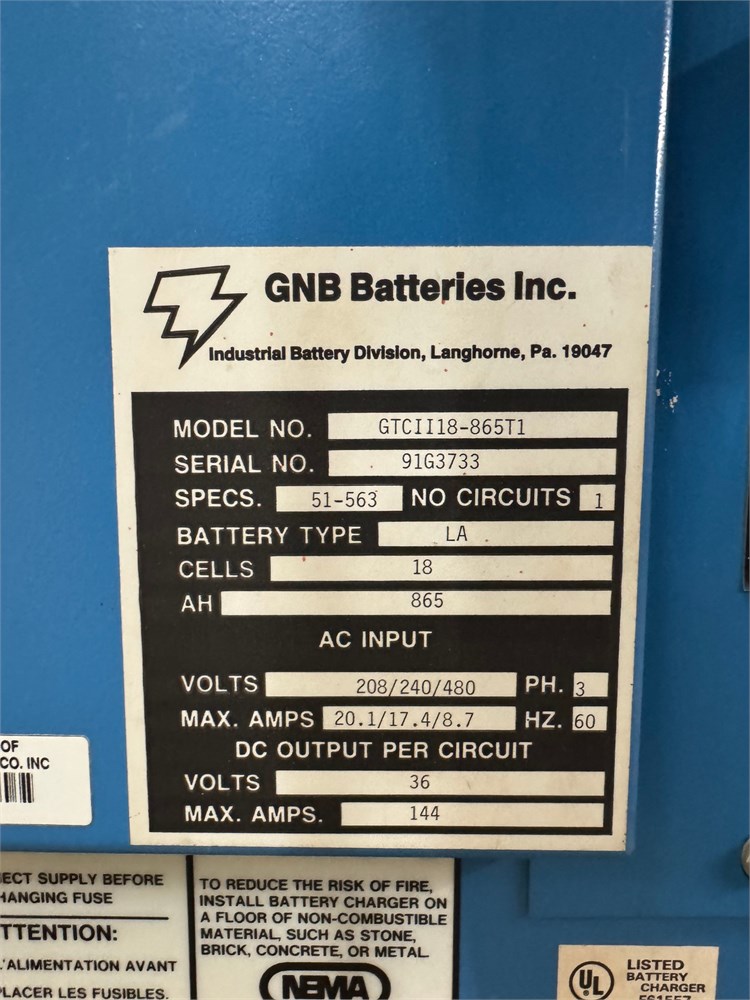 GNB Batteries Inc.
Industrial Battery Division, Langhorne, Pa. 19047
MODEL NO. GTCII18-865T1
SERIAL NO. 91G3733
SPECS. 51-563 NO CIRCUITS 1
BATTERY TYPE LA
CELLS 18
AH 865
AC INPUT
VOLTS 208/240/480 PH. 3
MAX. AMPS 20.1/17.4/8.7 HZ. 60
DC OUTPUT PER CIRCUIT
VOLTS 36
MAX. AMPS. 144
OF
CO. INC
ECT SUPPLY BEFORE
HANGING FUSE
TTENTION:
L'ALIMENTATION AVANT
PLACER LES FUSIBLES.
TO REDUCE THE RISK OF FIRE,
INSTALL BATTERY CHARGER ON
A FLOOR OF NON-COMBUSTIBLE
MATERIAL, SUCH AS STONE,
BRICK, CONCRETE, OR METAL
NEMA
UL
LISTED
BATTERY
CHARGER